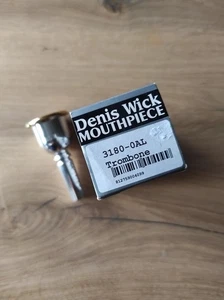 Denis Wick
MOUTHPIECE
3180-0AL
Trombone